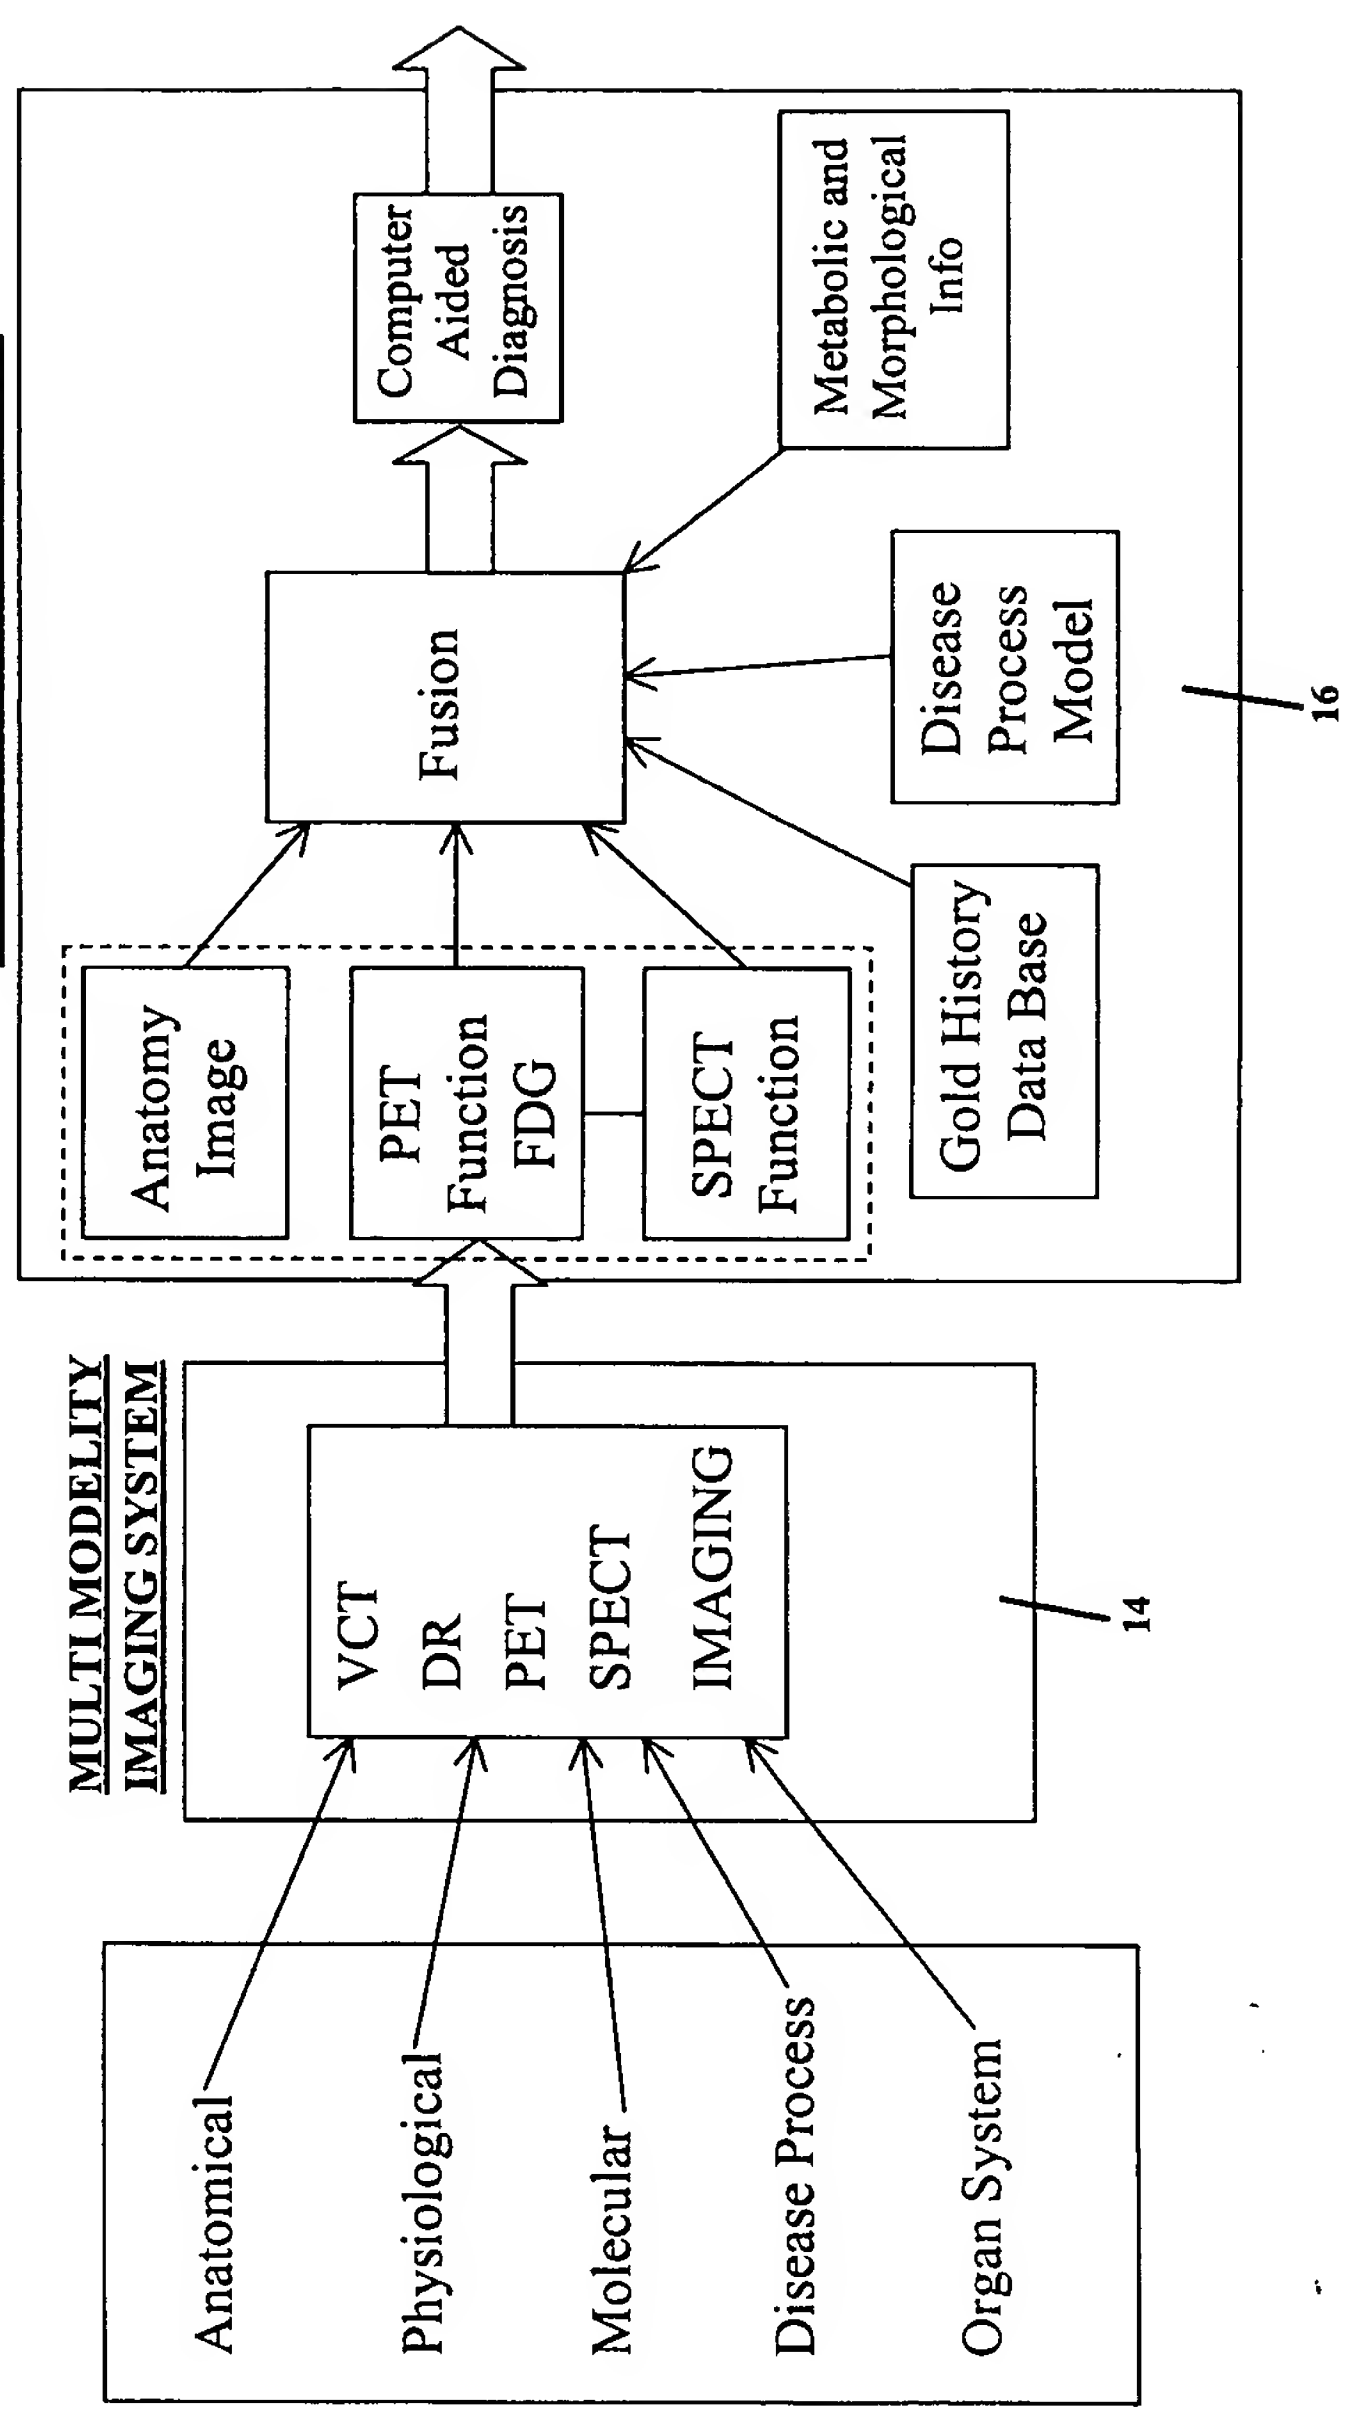 MULTI MODELITY
IMAGING SYSTEM
Anatomical
Physiological
Molecular
Disease Process
Organ System
VCT
DR
PET
SPECT
IMAGING
14
Anatomy
Image
PET
Function
FDG
SPECT
Function
Gold History
Data Base
Fusion
Disease
Process
Model
Computer
Aided
Diagnosis
Metabolic and
Morphological
Info
16